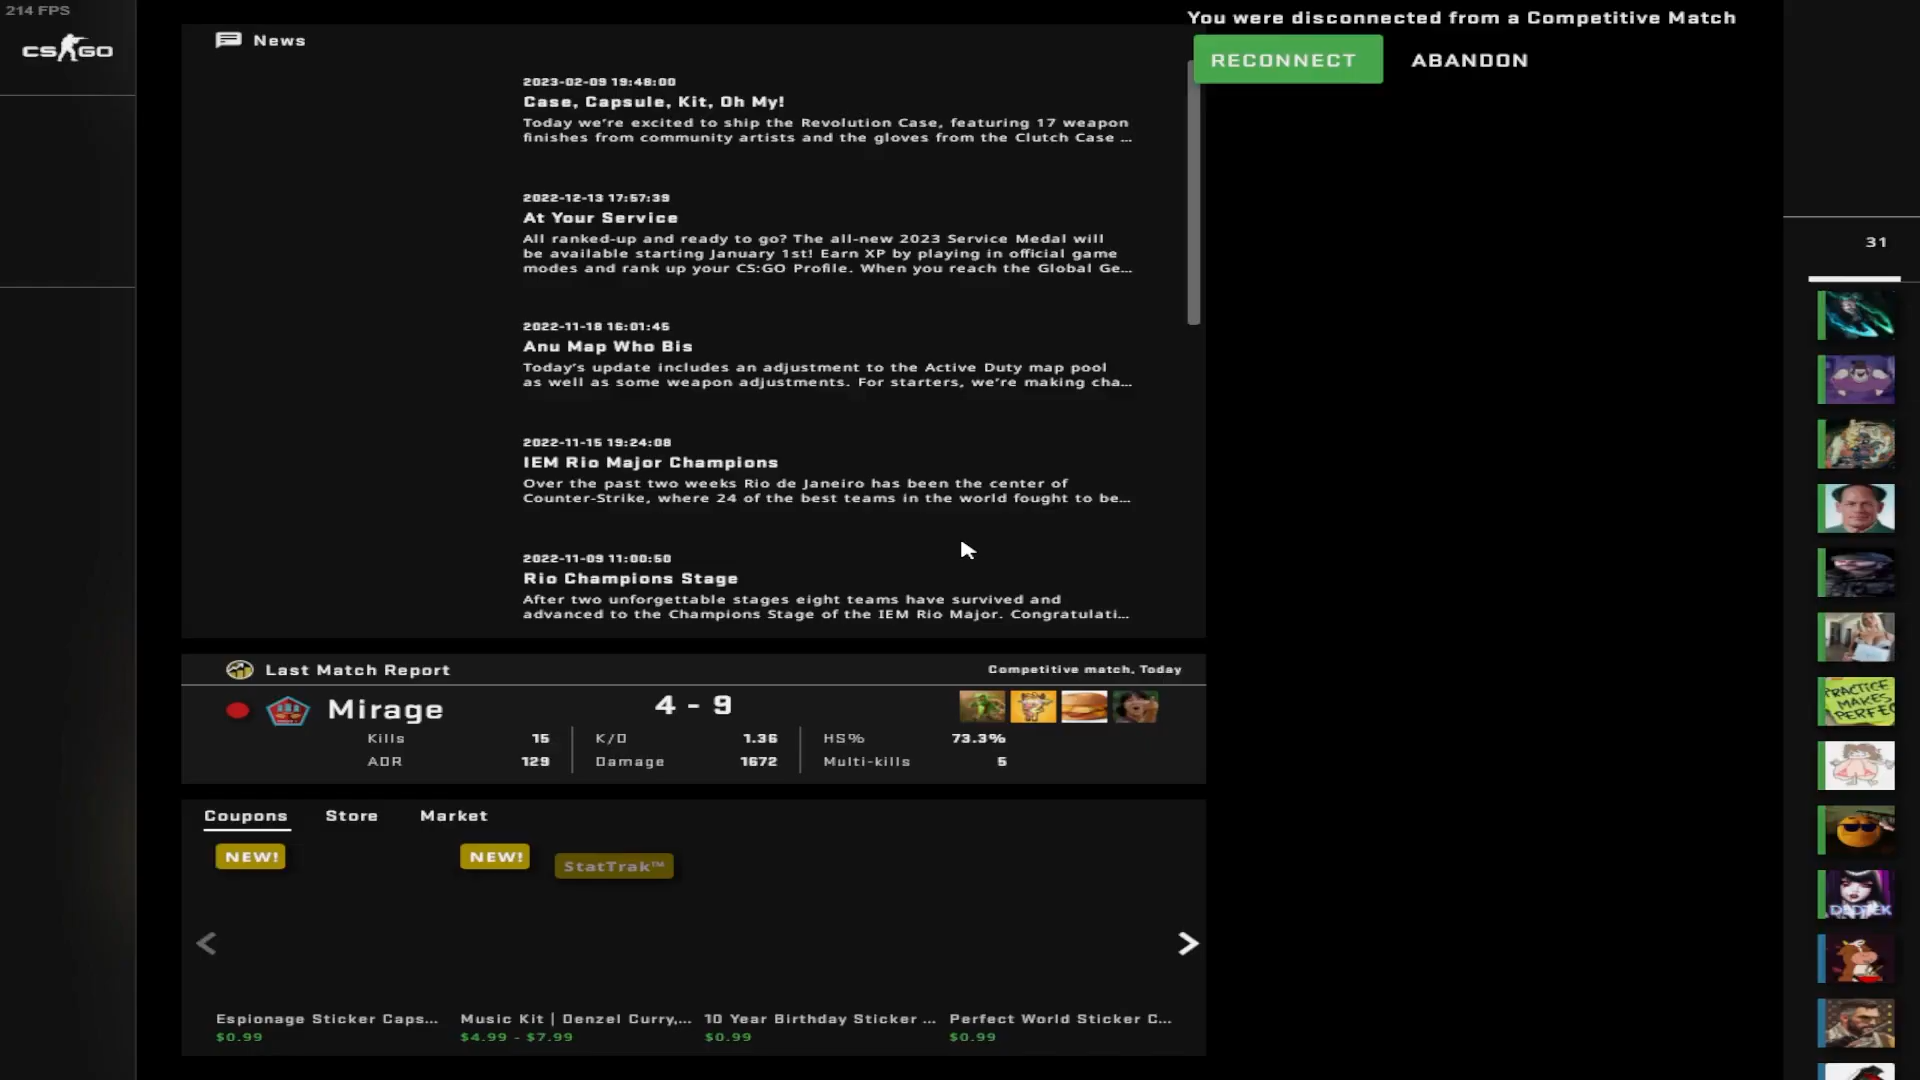 214 FPS
CS GO
You were disconnected from a Competitive Match
RECONNECT
ABANDON
News
2023-02-09 19:48:00
Case, Capsule, Kit, Oh My!
Today we're excited to ship the Revolution Case, featuring 17 weapon
finishes from community artists and the gloves from the Clutch Case ...
2022-12-13 17:57:39
At Your Service
All ranked-up and ready to go? The all-new 2023 Service Medal will
be available starting January 1st! Earn XP by playing in official game
modes and rank up your CS:GO Profile. When you reach the Global Ge...
2022-11-18 16:01:45
Anu Map Who Bis
Today's update includes an adjustment to the Active Duty map pool
as well as some weapon adjustments. For starters, we're making cha...
2022-11-15 19:24:08
IEM Rio Major Champions
Over the past two weeks Rio de Janeiro has been the center of
Counter-Strike, where 24 of the best teams in the world fought to be...
2022-11-09 11:00:50
Rio Champions Stage
After two unforgettable stages eight teams have survived and
advanced to the Champions Stage of the IEM Rio Major. Congratulati...
31
PRACTICE
MAKES
PERFEC
Last Match Report
Competitive match, Today
Mirage
4 - 9
Kills 15
K/D 1.36
HS% 73.3%
ADR 129
Damage 1672
Multi-kills 5
Coupons
Store
Market
NEW!
NEW!
StatTrak™
Espionage Sticker Caps...
$0.99
Music Kit | Denzel Curry,...
$4.99 - $7.99
10 Year Birthday Sticker ...
$0.99
Perfect World Sticker C...
$0.99